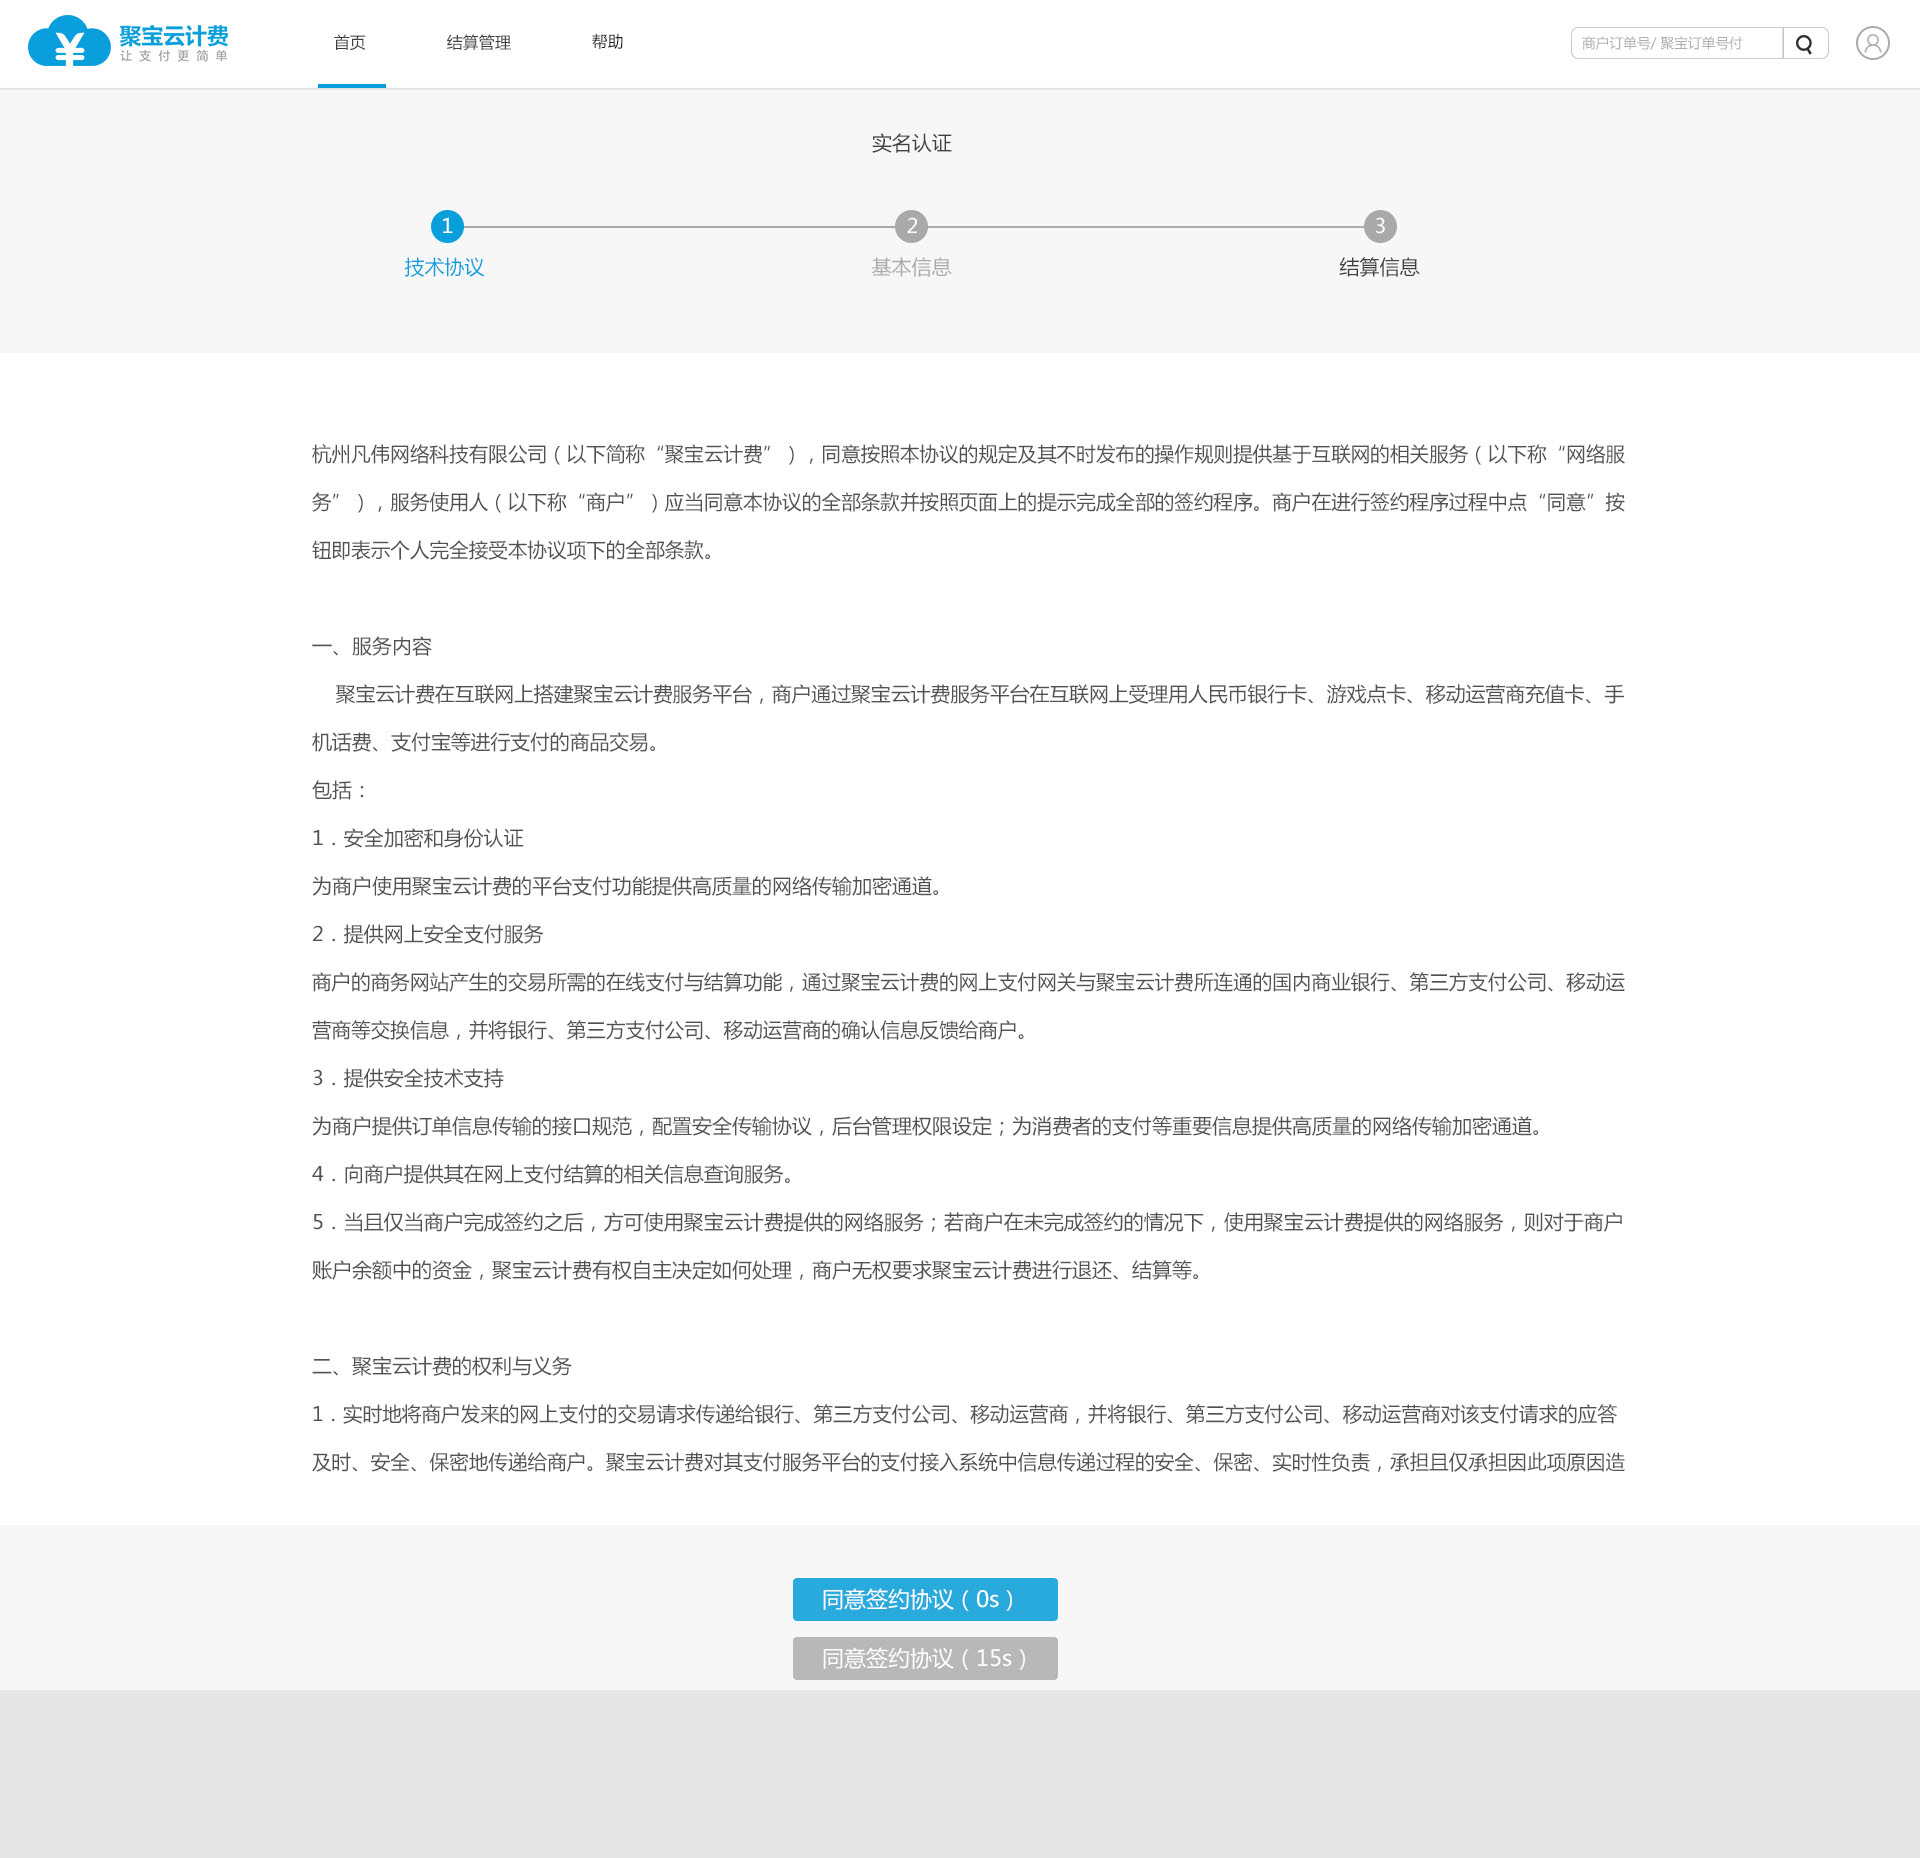 聚宝云计费
让支付更简单
首页
结算管理
帮助
商户订单号/ 聚宝订单号付
实名认证
1
2
3
技术协议
基本信息
结算信息
杭州凡伟网络科技有限公司（以下简称“聚宝云计费”），同意按照本协议的规定及其不时发布的操作规则提供基于互联网的相关服务（以下称“网络服
务”），服务使用人（以下称“商户”）应当同意本协议的全部条款并按照页面上的提示完成全部的签约程序。商户在进行签约程序过程中点“同意”按
钮即表示个人完全接受本协议项下的全部条款。
一、服务内容
聚宝云计费在互联网上搭建聚宝云计费服务平台，商户通过聚宝云计费服务平台在互联网上受理用人民币银行卡、游戏点卡、移动运营商充值卡、手
机话费、支付宝等进行支付的商品交易。
包括：
1．安全加密和身份认证
为商户使用聚宝云计费的平台支付功能提供高质量的网络传输加密通道。
2．提供网上安全支付服务
商户的商务网站产生的交易所需的在线支付与结算功能，通过聚宝云计费的网上支付网关与聚宝云计费所连通的国内商业银行、第三方支付公司、移动运
营商等交换信息，并将银行、第三方支付公司、移动运营商的确认信息反馈给商户。
3．提供安全技术支持
为商户提供订单信息传输的接口规范，配置安全传输协议，后台管理权限设定；为消费者的支付等重要信息提供高质量的网络传输加密通道。
4．向商户提供其在网上支付结算的相关信息查询服务。
5．当且仅当商户完成签约之后，方可使用聚宝云计费提供的网络服务；若商户在未完成签约的情况下，使用聚宝云计费提供的网络服务，则对于商户
账户余额中的资金，聚宝云计费有权自主决定如何处理，商户无权要求聚宝云计费进行退还、结算等。
二、聚宝云计费的权利与义务
1．实时地将商户发来的网上支付的交易请求传递给银行、第三方支付公司、移动运营商，并将银行、第三方支付公司、移动运营商对该支付请求的应答
及时、安全、保密地传递给商户。聚宝云计费对其支付服务平台的支付接入系统中信息传递过程的安全、保密、实时性负责，承担且仅承担因此项原因造
同意签约协议（0s）
同意签约协议（15s）